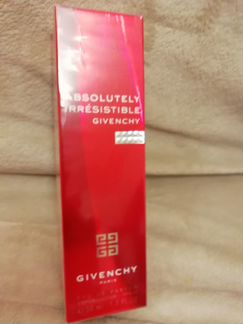 ABSOLUTELY
IRRÉSISTIBLE
GIVENCHY
GIVENCHY
PARIS